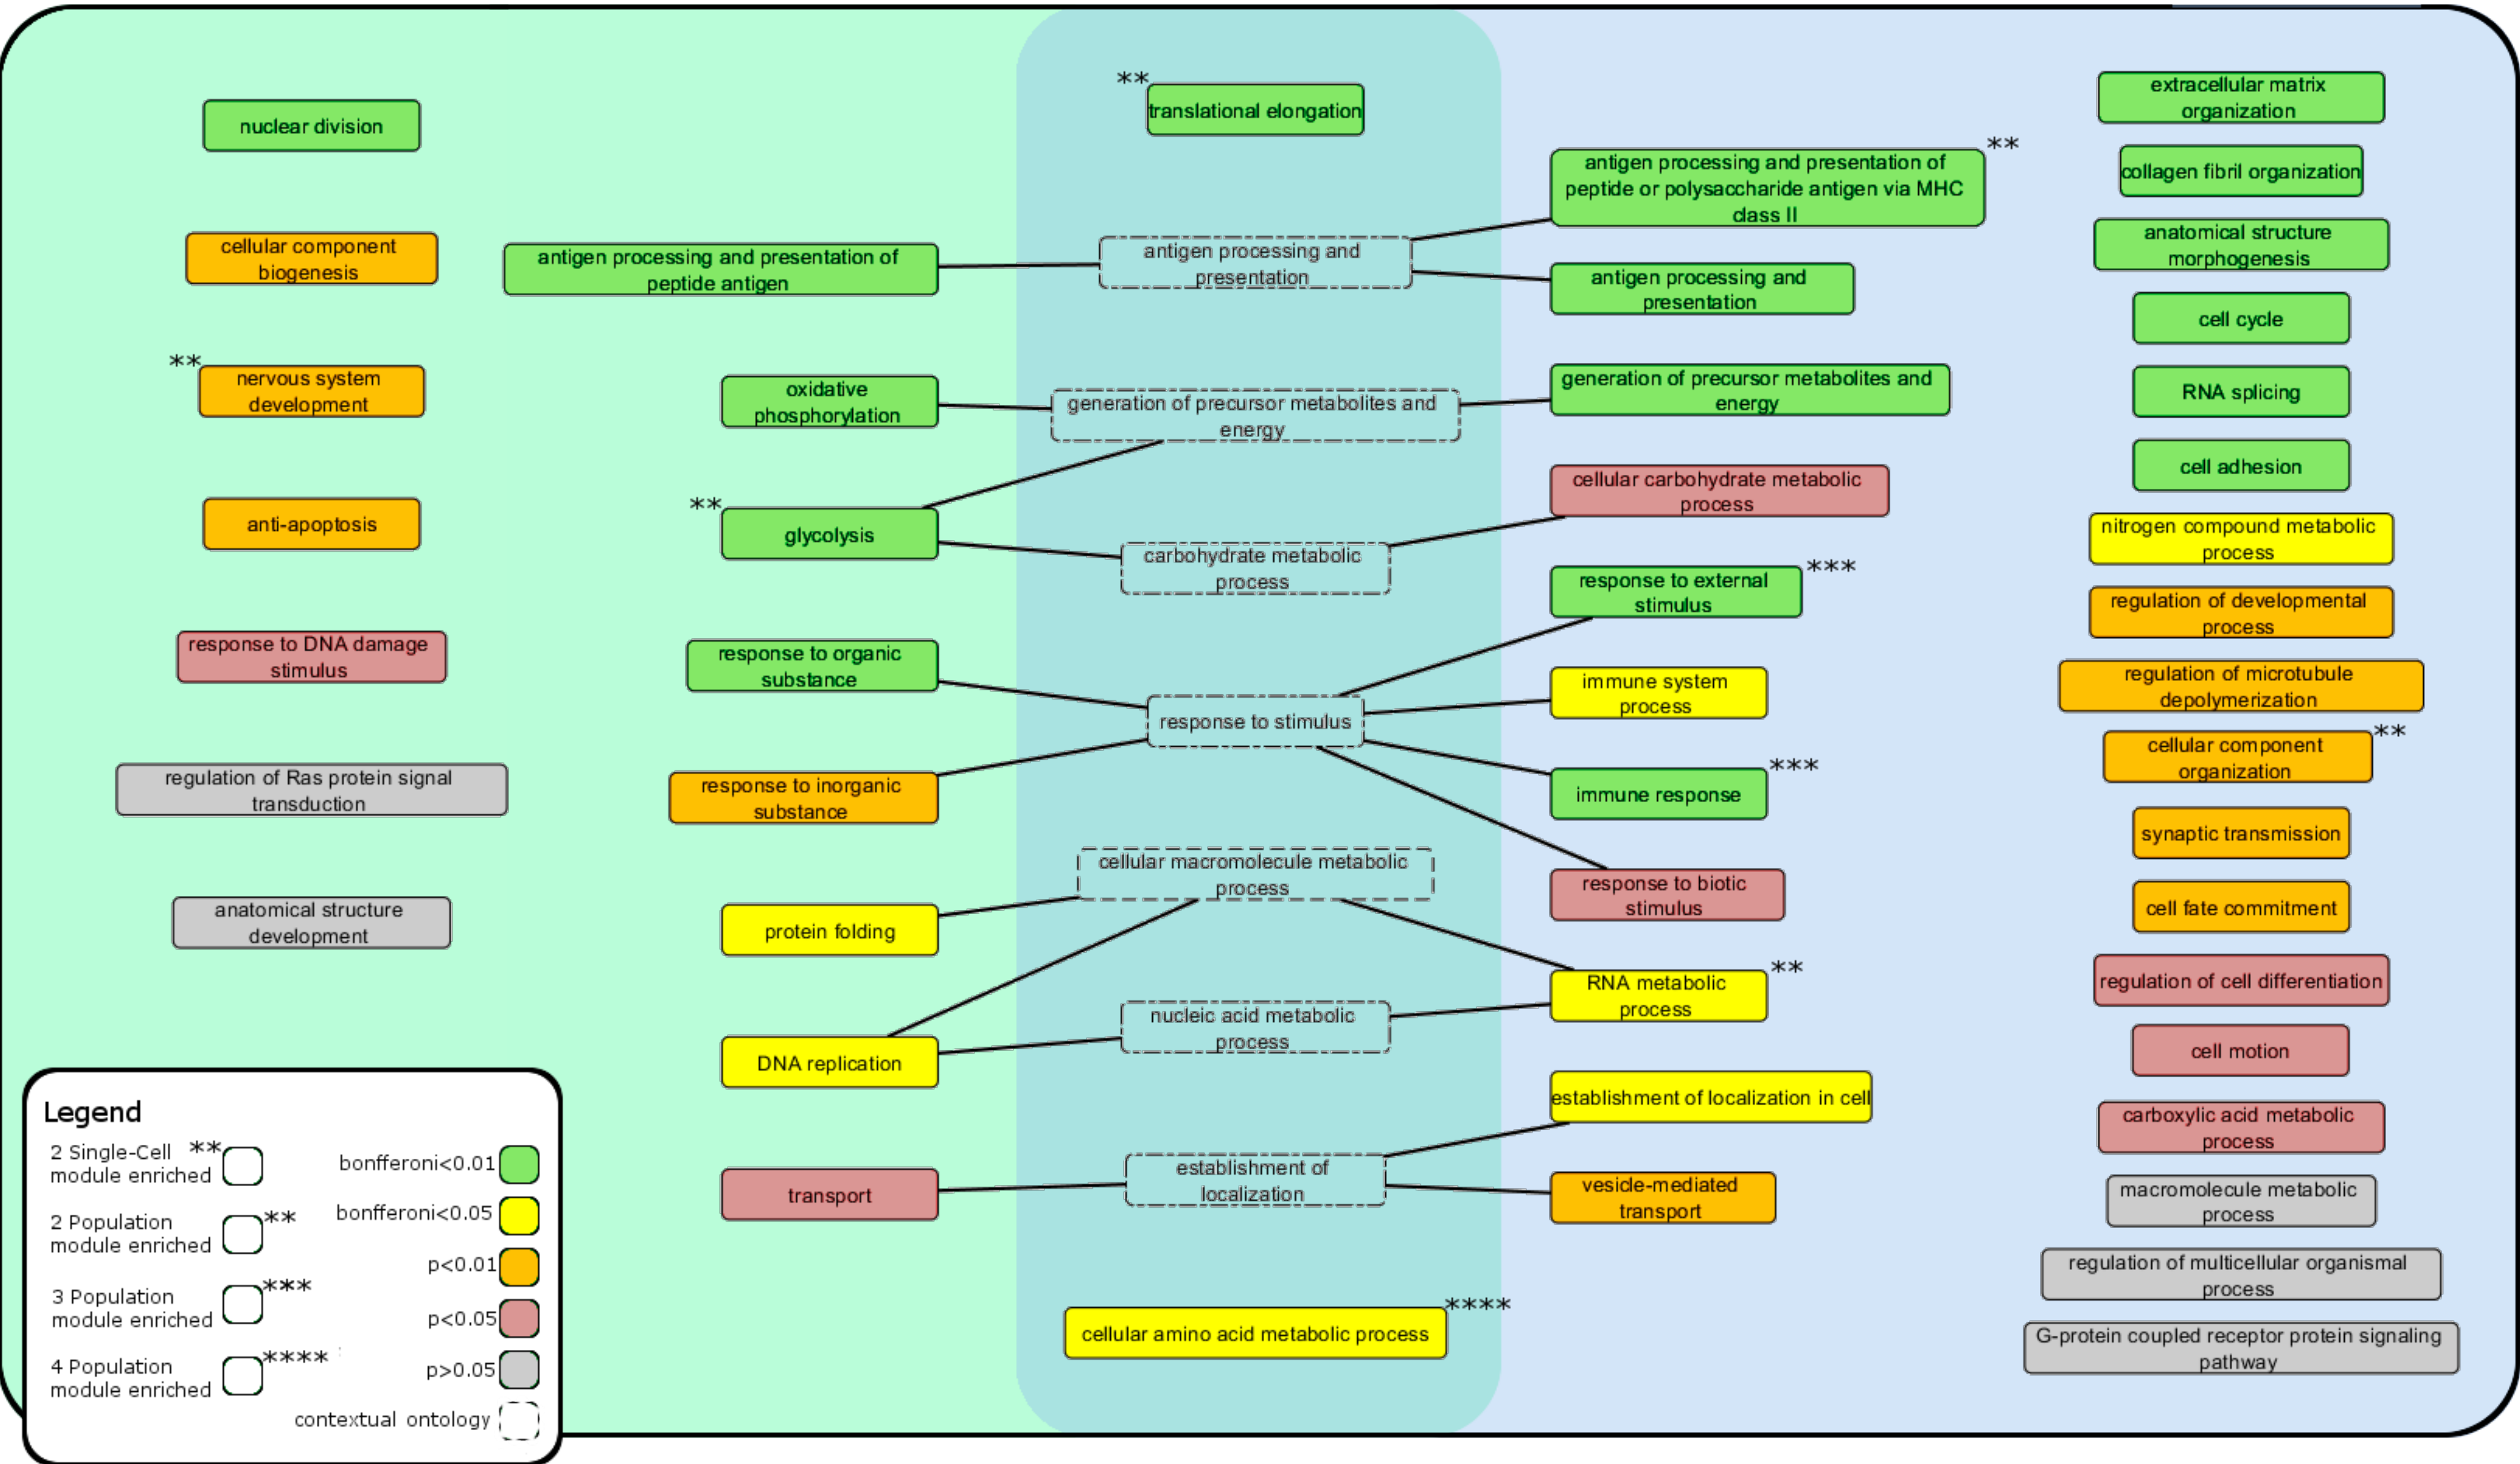 nuclear division
cellular component
biogenesis
**
nervous system
development
anti-apoptosis
response to DNA damage
stimulus
regulation of Ras protein signal
transduction
anatomical structure
development
antigen processing and presentation of
peptide antigen
oxidative
phosphorylation
**
glycolysis
response to organic
substance
response to inorganic
substance
protein folding
DNA replication
transport
**
translational elongation
antigen processing and
presentation
generation of precursor metabolites and
energy
carbohydrate metabolic
process
response to stimulus
cellular macromolecule metabolic
process
nucleic acid metabolic
process
establishment of
localization
cellular amino acid metabolic process
****
antigen processing and presentation of
peptide or polysaccharide antigen via MHC
class II
**
antigen processing and
presentation
generation of precursor metabolites and
energy
cellular carbohydrate metabolic
process
response to external
stimulus
***
immune system
process
immune response
***
response to biotic
stimulus
RNA metabolic
process
**
establishment of localization in cell
vesicle-mediated
transport
extracellular matrix
organization
collagen fibril organization
anatomical structure
morphogenesis
cell cycle
RNA splicing
cell adhesion
nitrogen compound metabolic
process
regulation of developmental
process
regulation of microtubule
depolymerization
cellular component
organization
**
synaptic transmission
cell fate commitment
regulation of cell differentiation
cell motion
carboxylic acid metabolic
process
macromolecule metabolic
process
regulation of multicellular organismal
process
G-protein coupled receptor protein signaling
pathway
Legend
2 Single-Cell **
module enriched
2 Population **
module enriched
3 Population ***
module enriched
4 Population ****
module enriched
bonfferoni<0.01
bonfferoni<0.05
p<0.01
p<0.05
p>0.05
contextual ontology